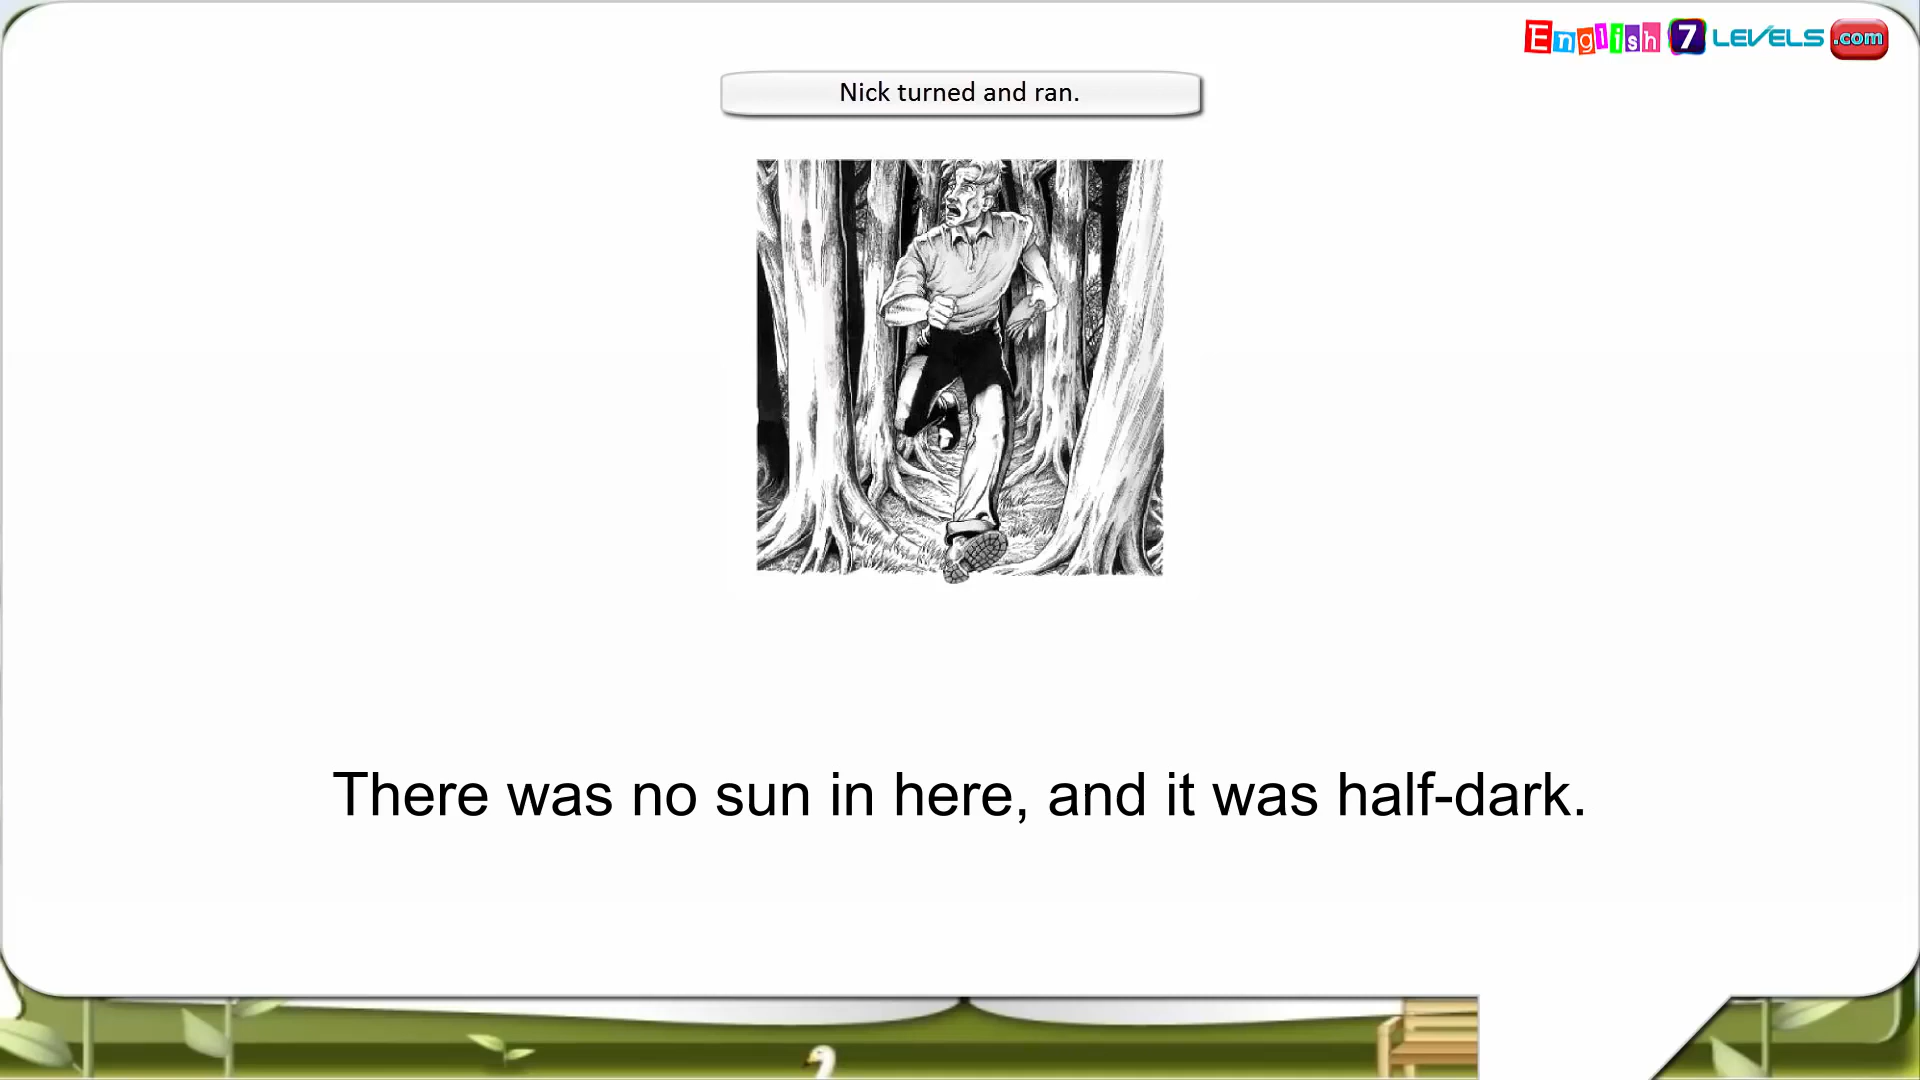 English 7 LEVELS .com
Nick turned and ran.
There was no sun in here, and it was half-dark.